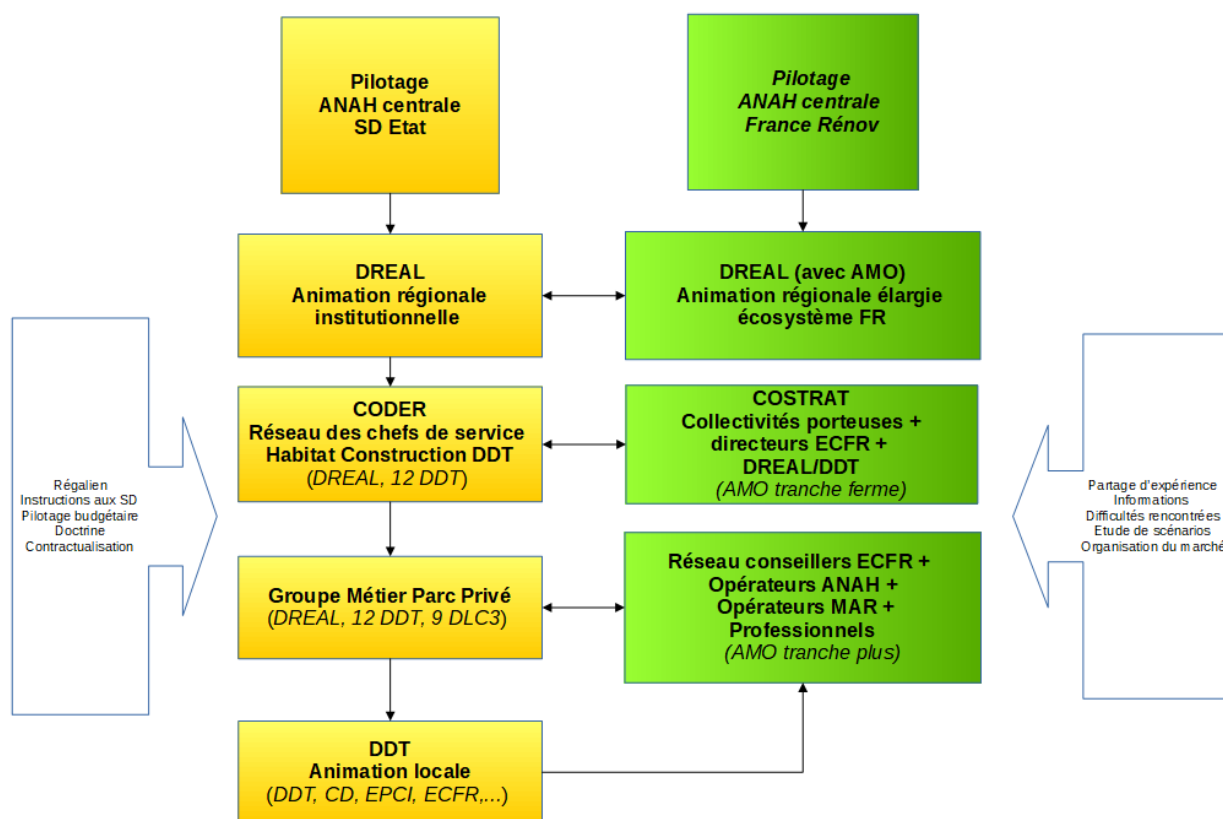 Pilotage
ANAH centrale
SD Etat
Pilotage
ANAH centrale
France Rénov
DREAL
Animation régionale
institutionnelle
DREAL (avec AMO)
Animation régionale élargie
écosystème FR
CODER
Réseau des chefs de service
Habitat Construction DDT
(DREAL, 12 DDT)
COSTRAT
Collectivités porteuses +
directeurs ECFR +
DREAL/DDT
(AMO tranche ferme)
Régalien
Instructions aux SD
Pilotage budgétaire
Doctrine
Contractualisation
Partage d'expérience
Informations
Difficultés rencontrées
Etude de scénarios
Organisation du marché
Groupe Métier Parc Privé
(DREAL, 12 DDT, 9 DLC3)
Réseau conseillers ECFR +
Opérateurs ANAH +
Opérateurs MAR +
Professionnels
(AMO tranche plus)
DDT
Animation locale
(DDT, CD, EPCI, ECFR,...)